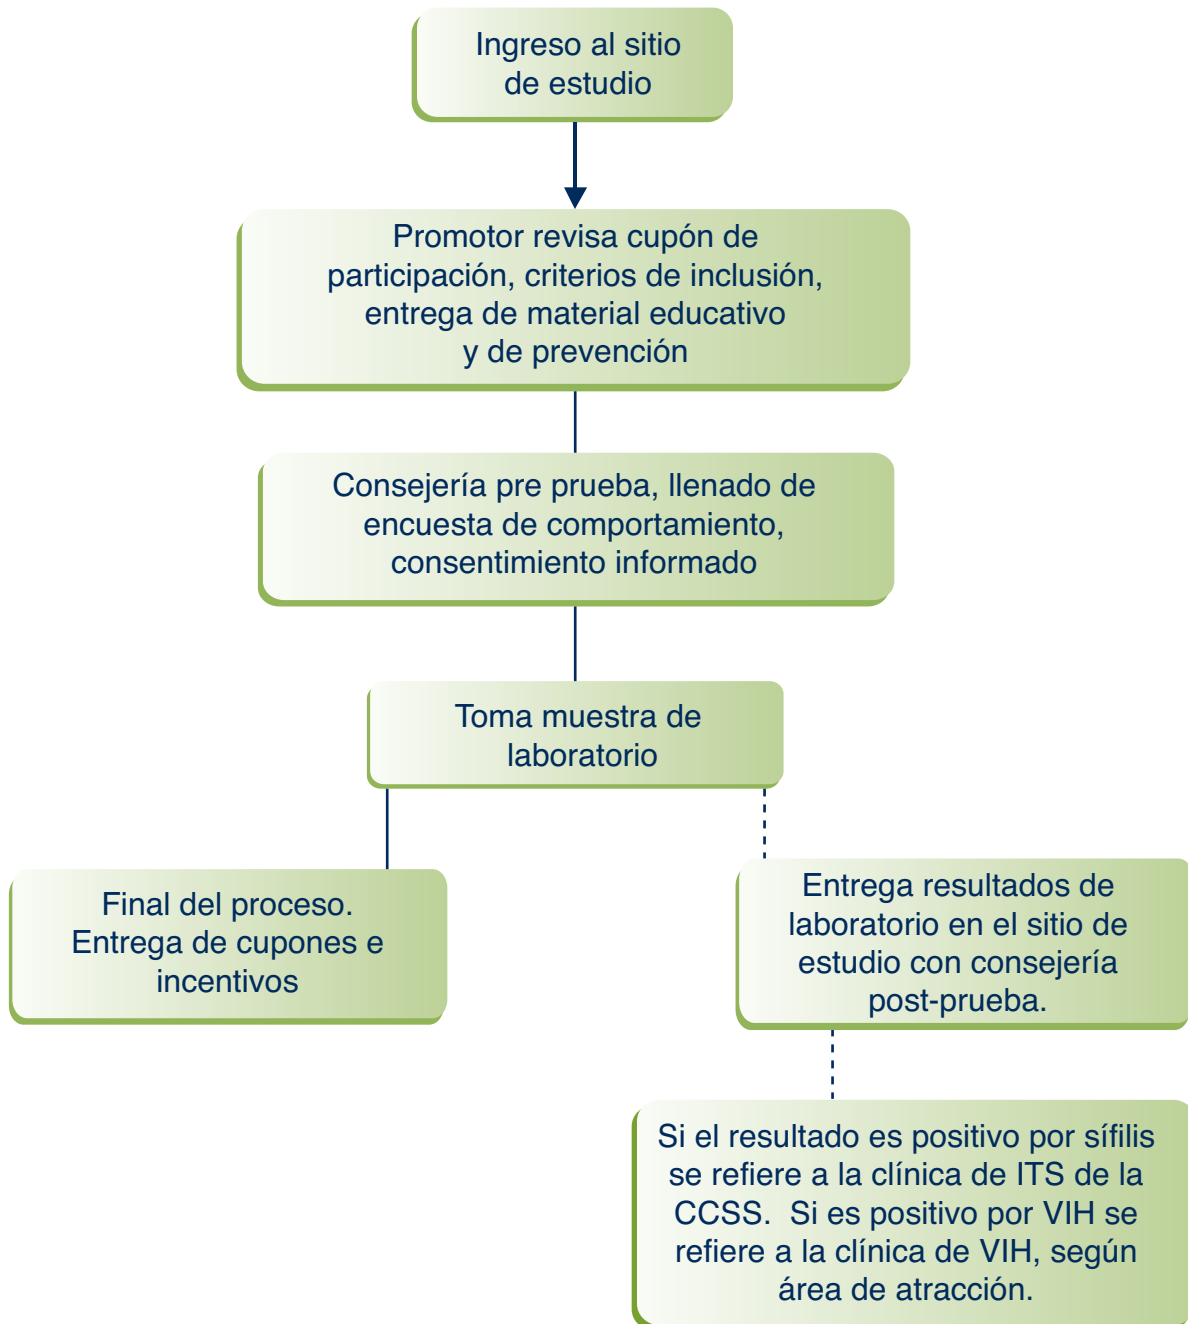 Ingreso al sitio
de estudio
Promotor revisa cupón de
participación, criterios de inclusión,
entrega de material educativo
y de prevención
Consejería pre prueba, llenado de
encuesta de comportamiento,
consentimiento informado
Toma muestra de
laboratorio
Final del proceso.
Entrega de cupones e
incentivos
Entrega resultados de
laboratorio en el sitio de
estudio con consejería
post-prueba.
Si el resultado es positivo por sífilis
se refiere a la clínica de ITS de la
CCSS.  Si es positivo por VIH se
refiere a la clínica de VIH, según
área de atracción.